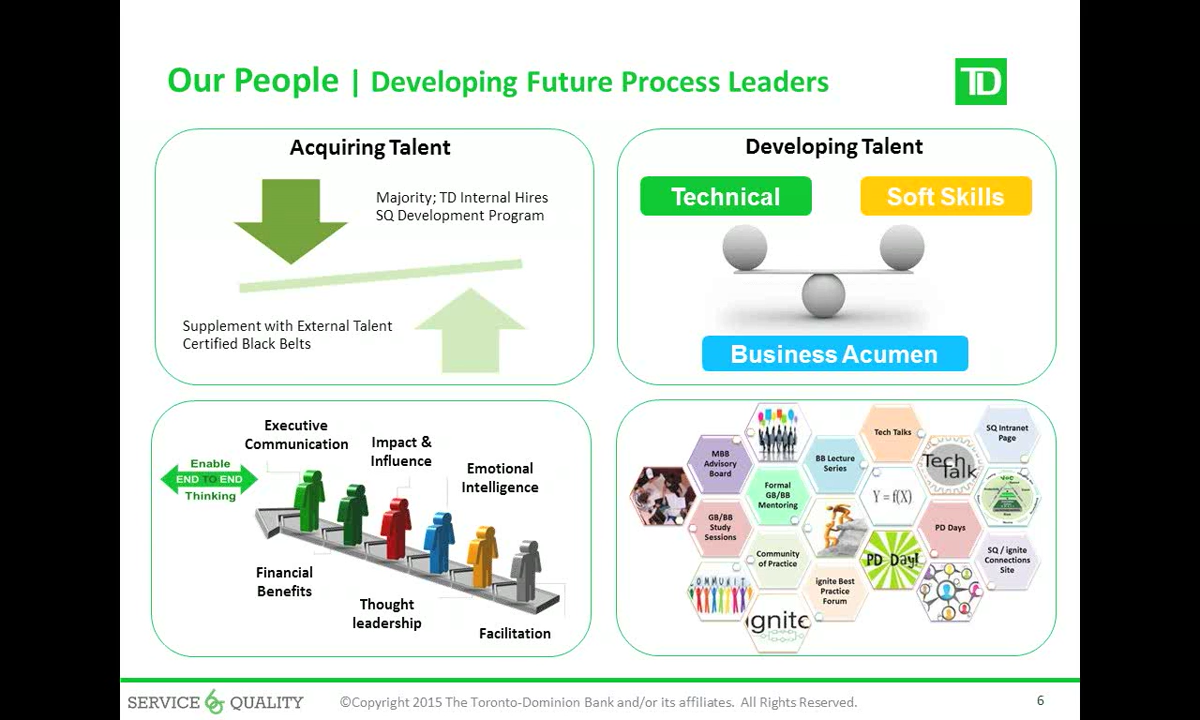 Our People | Developing Future Process Leaders
TD
Acquiring Talent
Majority; TD Internal Hires
SQ Development Program
Supplement with External Talent
Certified Black Belts
Developing Talent
Technical
Soft Skills
Business Acumen
Executive
Communication
Impact &
Influence
Emotional
Intelligence
Enable
END TO END
Thinking
Financial
Benefits
Thought
leadership
Facilitation
MBB
Advisory
Board
BB Lecture
Series
Tech Talks
SQ Intranet
Page
Tech
Talk
Formal
GB/BB
Mentoring
Y = f(X)
GB/BB
Study
Sessions
PD Days
Community
of Practice
PD Day!
SQ / ignite
Connections
Site
COMMUNIT
ignite Best
Practice
Forum
ignite
SERVICE QUALITY
©Copyright 2015 The Toronto-Dominion Bank and/or its affiliates. All Rights Reserved.
6